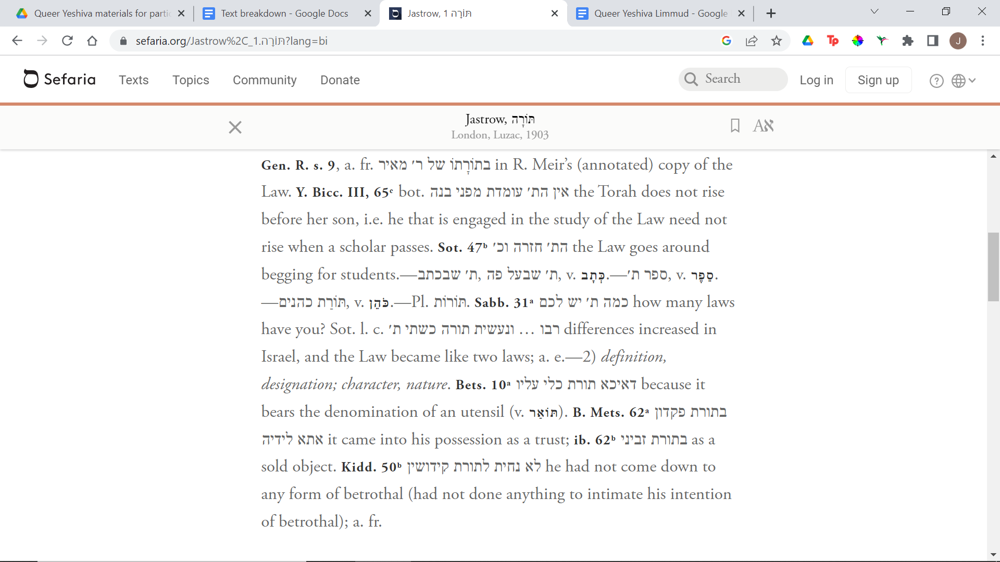 Queer Yeshiva materials for parti
Text breakdown - Google Docs
Jastrow, תּוֹרָה 1
Queer Yeshiva Limmud - Google
sefaria.org/Jastrow%2C_תּוֹרָה.1?lang=bi
Tp
J
Sefaria
Texts
Topics
Community
Donate
Search
Log in
Sign up
Jastrow, תּוֹרָה
London, Luzac, 1903
Aא
Gen. R. s. 9, a. fr. בתוֹרָתוֹ של ר׳ מאיר in R. Meir’s (annotated) copy of the
Law. Y. Bicc. III, 65ᶜ bot. אין הת׳ עומדת מפני בנה the Torah does not rise
before her son, i.e. he that is engaged in the study of the Law need not
rise when a scholar passes. Sot. 47ᵇ הת׳ חזרה וכ׳ the Law goes around
begging for students.—ת׳ שבעל פה, ת׳ שבכתב, v. כְּתָב.—ספר ת׳, v. סֵפֶר.
—תּוֹרַת כהנים, v. כֹּהֵן.—Pl. תּוֹרוֹת. Sabb. 31ᵃ כמה ת׳ יש לכם how many laws
have you? Sot. l. c. רבו … ונעשית תורה כשתי ת׳ differences increased in
Israel, and the Law became like two laws; a. e.—2) definition,
designation; character, nature. Bets. 10ᵃ דאיכא תורת כלי עליו because it
bears the denomination of an utensil (v. תּוֹאַר). B. Mets. 62ᵃ בתורת פקדון
אתא לידיה it came into his possession as a trust; ib. 62ᵇ בתורת זביני as a
sold object. Kidd. 50ᵇ לא נחית לתורת קידושין he had not come down to
any form of betrothal (had not done anything to intimate his intention
of betrothal); a. fr.